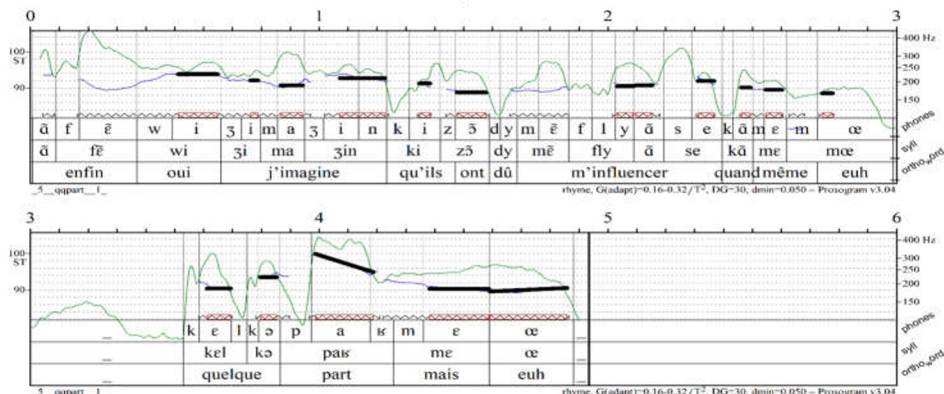 0 1 2 3
100 ST
90
400 Hz
300
250
200
150
ã f ɛ̃ w i ʒ i m a ʒ i n k i z ɔ̃ d y m ɛ̃ f l y ã s e k ã m ɛ m œ phones
ã fɛ̃ wi ʒi ma ʒin ki zɔ̃ dy mɛ̃ fly ã se kã mɛ mœ syll
enfin oui j'imagine qu'ils ont dû m'influencer quand même euh ortho_word
_5__qqpart__1_ rhyme, G(adapt)=0.16-0.32/T², DG=30, dmin=0.050 – Prosogram v3.04
3 4 5 6
100 ST
90
400 Hz
300
250
200
150
k ɛ l k ə p a ʁ m ɛ œ _ phones
_ kɛl kə paʁ mɛ œ _ syll
_ quelque part mais euh _ ortho_word
_5__qqpart__1_ rhyme, G(adapt)=0.16-0.32/T², DG=30, dmin=0.050 – Prosogram v3.04